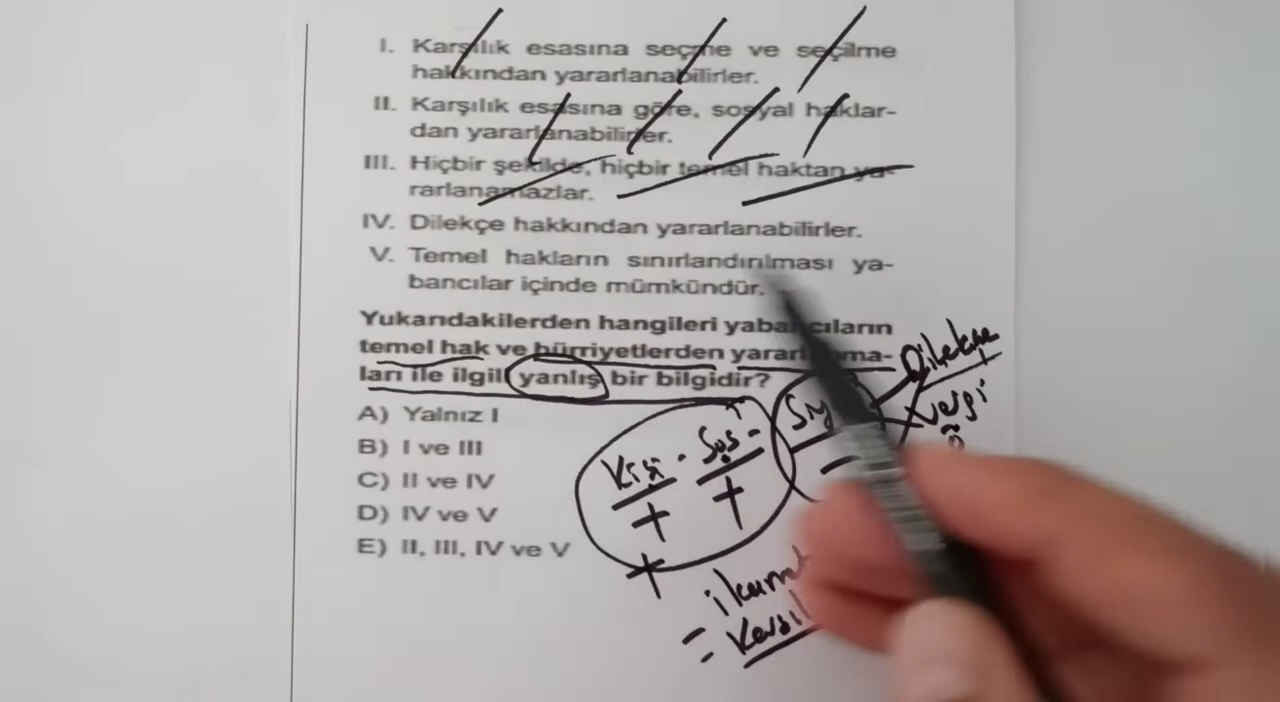 I. Karşılık esasına seçme ve seçilme
hakkından yararlanabilirler.
II. Karşılık esasına göre, sosyal haklar-
dan yararlanabilirler.
III. Hiçbir şekilde, hiçbir temel haktan ya-
rarlanamazlar.
IV. Dilekçe hakkından yararlanabilirler.
V. Temel hakların sınırlandırılması ya-
bancılar içinde mümkündür.
Yukarıdakilerden hangileri yabancıların
temel hak ve hürriyetlerden yararlanma-
ları ile ilgili yanlış bir bilgidir?
A) Yalnız I
B) I ve III
C) II ve IV
D) IV ve V
E) II, III, IV ve V
Dilekçe
Vergi
Kişi - Sos -
+ +
+